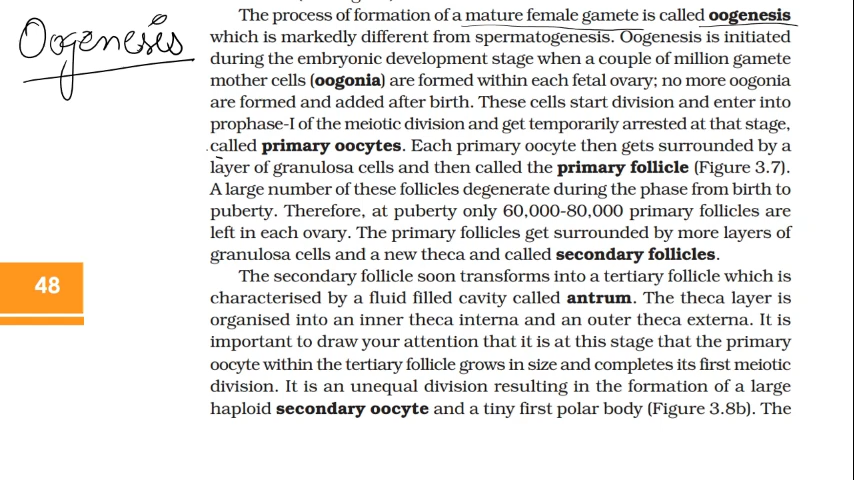 The process of formation of a mature female gamete is called oogenesis
Oogenesis
which is markedly different from spermatogenesis. Oogenesis is initiated
during the embryonic development stage when a couple of million gamete
mother cells (oogonia) are formed within each fetal ovary; no more oogonia
are formed and added after birth. These cells start division and enter into
prophase-I of the meiotic division and get temporarily arrested at that stage,
called primary oocytes. Each primary oocyte then gets surrounded by a
layer of granulosa cells and then called the primary follicle (Figure 3.7).
A large number of these follicles degenerate during the phase from birth to
puberty. Therefore, at puberty only 60,000-80,000 primary follicles are
left in each ovary. The primary follicles get surrounded by more layers of
granulosa cells and a new theca and called secondary follicles.
The secondary follicle soon transforms into a tertiary follicle which is
48
characterised by a fluid filled cavity called antrum. The theca layer is
organised into an inner theca interna and an outer theca externa. It is
important to draw your attention that it is at this stage that the primary
oocyte within the tertiary follicle grows in size and completes its first meiotic
division. It is an unequal division resulting in the formation of a large
haploid secondary oocyte and a tiny first polar body (Figure 3.8b). The